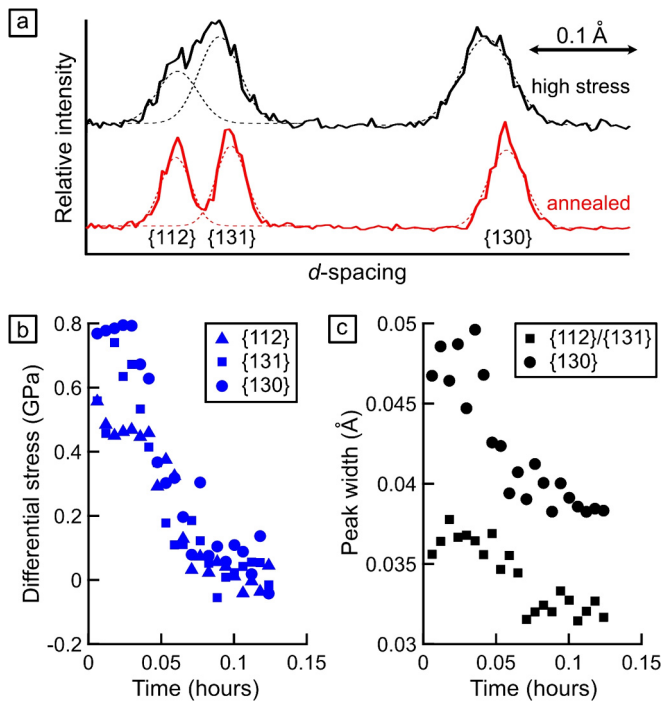 a
0.1 Å
high stress
Relative intensity
annealed
{112} {131} {130}
d-spacing
b
{112}
{131}
{130}
0.8
0.6
0.4
0.2
0
-0.2
Differential stress (GPa)
0 0.05 0.1 0.15
Time (hours)
c
{112}/{131}
{130}
0.05
0.045
0.04
0.035
0.03
Peak width (Å)
0 0.05 0.1 0.15
Time (hours)